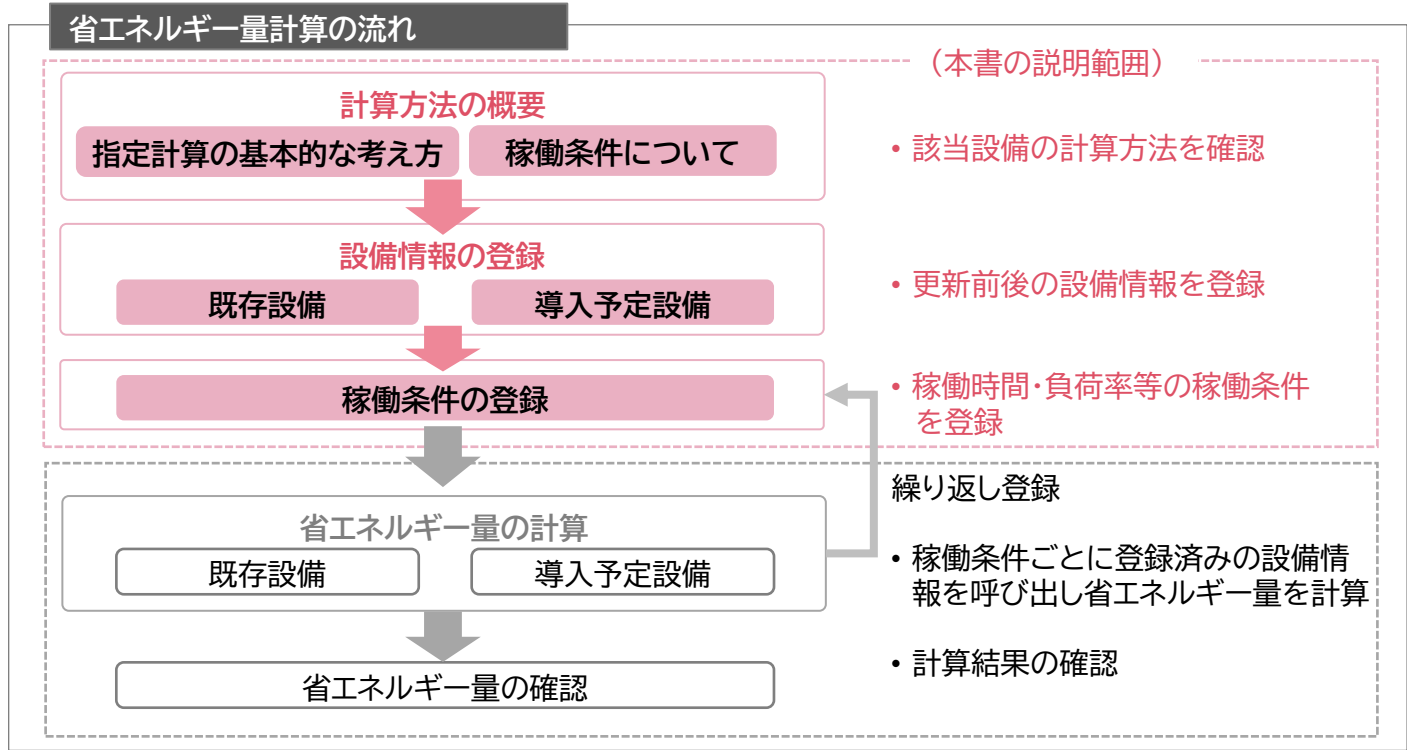 省エネルギー量計算の流れ
（本書の説明範囲）
計算方法の概要
指定計算の基本的な考え方
稼働条件について
・該当設備の計算方法を確認
設備情報の登録
既存設備
導入予定設備
・更新前後の設備情報を登録
稼働条件の登録
・稼働時間・負荷率等の稼働条件
を登録
繰り返し登録
省エネルギー量の計算
既存設備
導入予定設備
・稼働条件ごとに登録済みの設備情
報を呼び出し省エネルギー量を計算
省エネルギー量の確認
・計算結果の確認